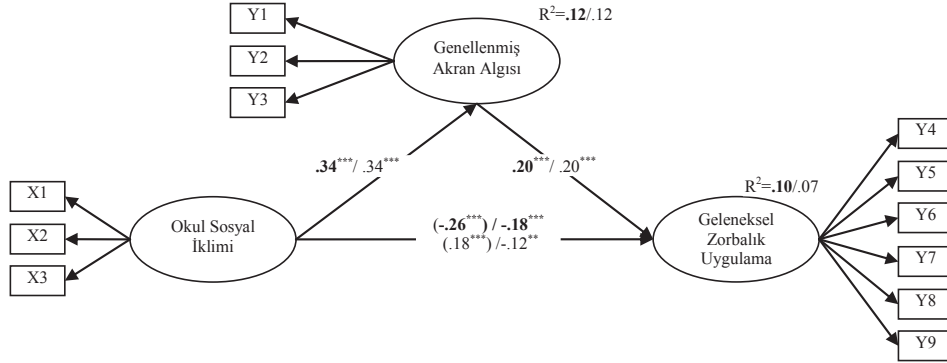 Y1
Y2
Y3
Genellenmiş
Akran Algısı
R²=.12/.12
.34***/ .34***
.20***/ .20***
X1
X2
X3
Okul Sosyal
İklimi
(-.26***) / -.18***
(.18***) /-.12**
R²=.10/.07
Geleneksel
Zorbalık
Uygulama
Y4
Y5
Y6
Y7
Y8
Y9